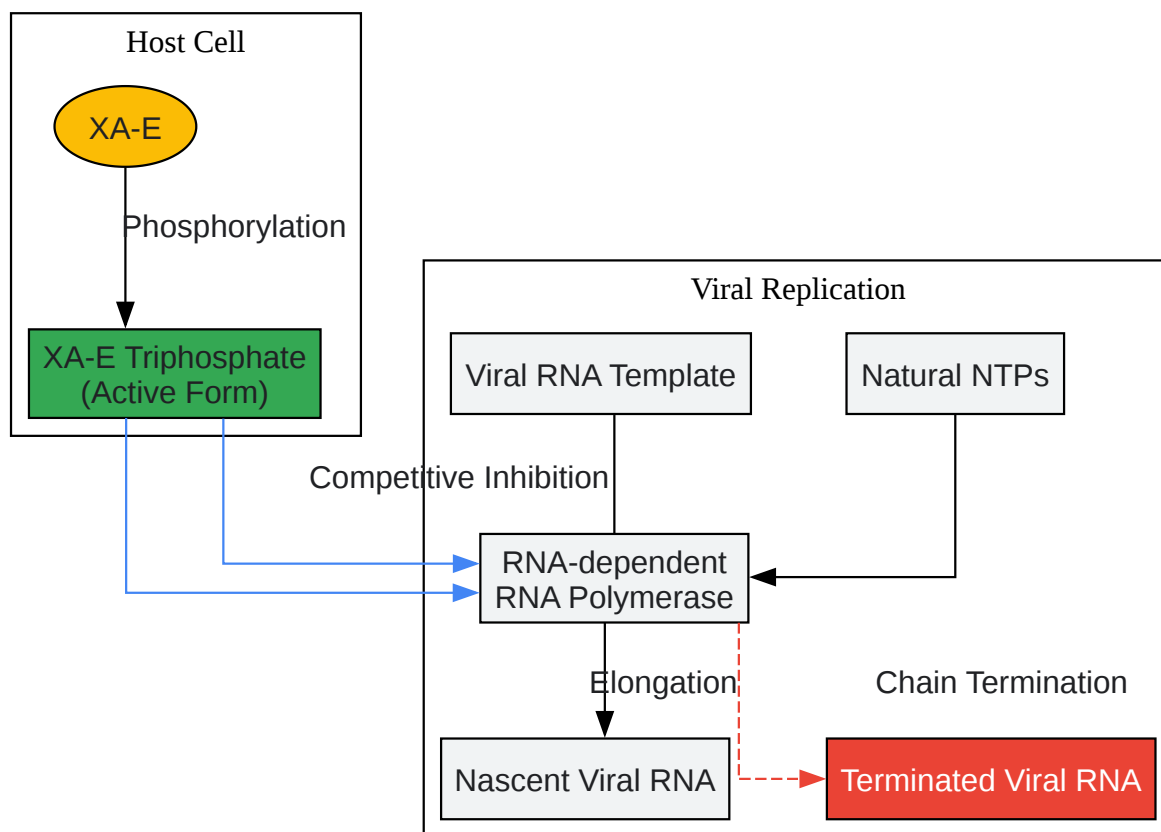 Host Cell
XA-E
Phosphorylation
XA-E Triphosphate
(Active Form)
Viral Replication
Viral RNA Template
Natural NTPs
Competitive Inhibition
RNA-dependent
RNA Polymerase
Elongation
Chain Termination
Nascent Viral RNA
Terminated Viral RNA